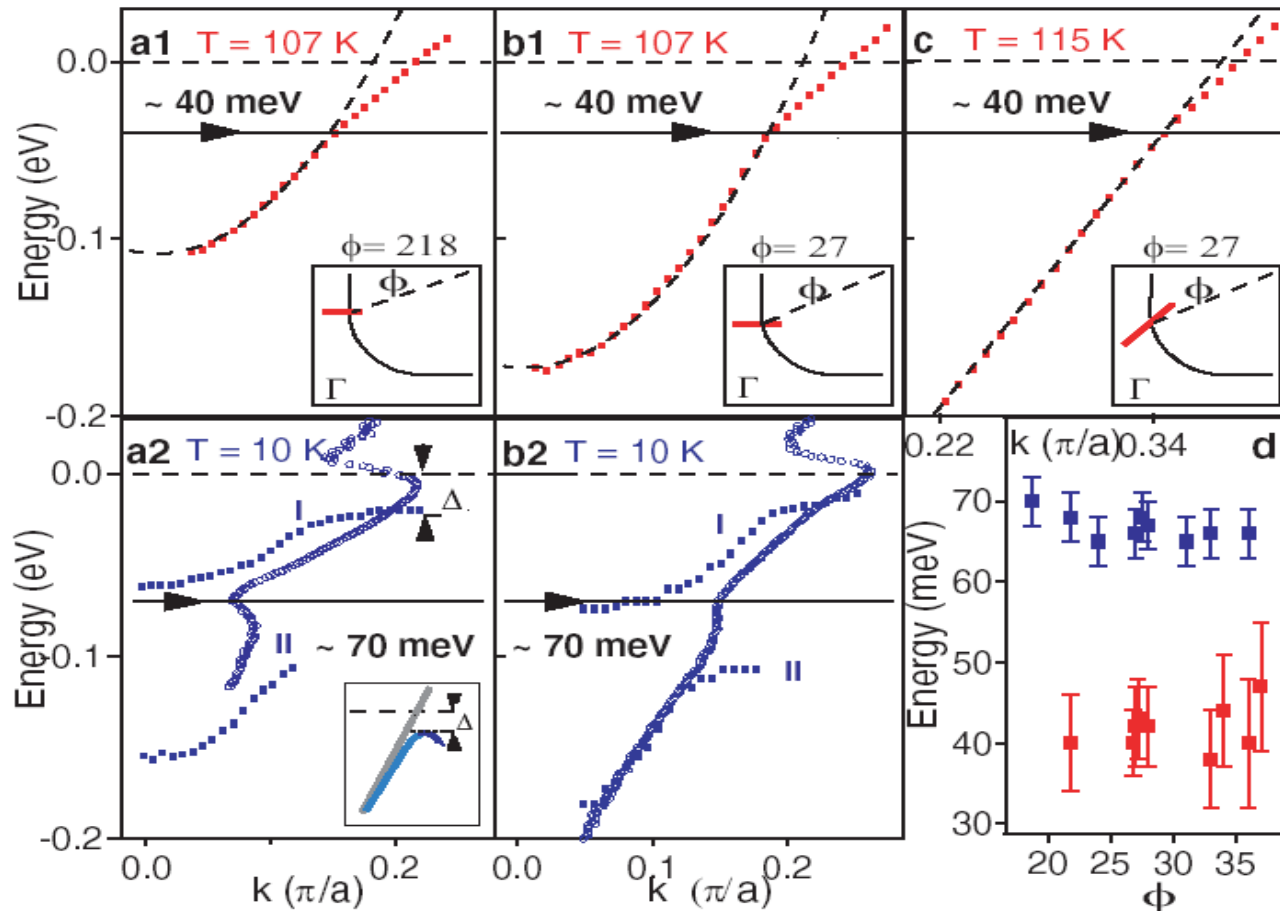 a1 T = 107 K
b1 T = 107 K
c T = 115 K
0.0
~ 40 meV
~ 40 meV
~ 40 meV
Energy (eV)
-0.1
ϕ= 218
ϕ= 27
ϕ= 27
Φ
Φ
Φ
Γ
Γ
Γ
-0.2
a2 T = 10 K
b2 T = 10 K
0.22
k (π/a)
0.34
d
0.0
Δ
I
I
Energy (eV)
~ 70 meV
~ 70 meV
-0.1
II
II
Δ
-0.2
0.0
0.2
k (π/a)
0.0
0.1
0.2
k (π/a)
Energy (meV)
70
60
50
40
30
20
25
30
35
Φ